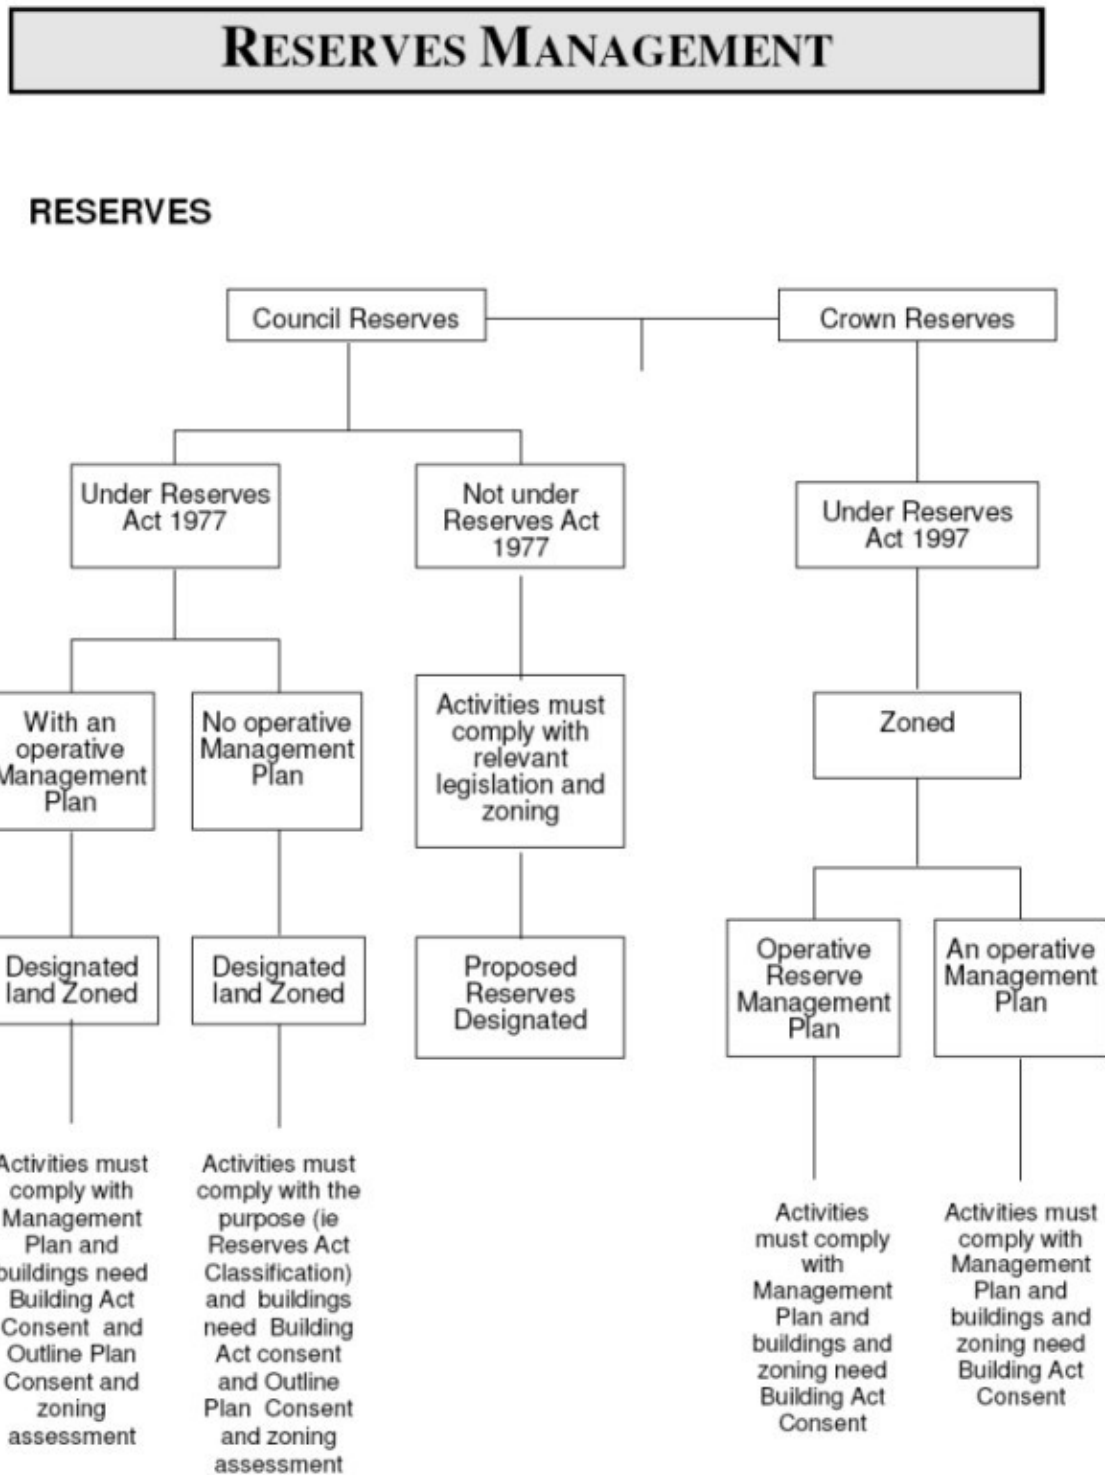 RESERVES MANAGEMENT
RESERVES
Council Reserves
Crown Reserves
Under Reserves
Act 1977
Not under
Reserves Act
1977
Under Reserves
Act 1997
With an
operative
Management
Plan
No operative
Management
Plan
Activities must
comply with
relevant
legislation and
zoning
Zoned
Designated
land Zoned
Designated
land Zoned
Proposed
Reserves
Designated
Operative
Reserve
Management
Plan
An operative
Management
Plan
Activities must
comply with
Management
Plan and
buildings need
Building Act
Consent and
Outline Plan
Consent and
zoning
assessment
Activities must
comply with the
purpose (ie
Reserves Act
Classification)
and buildings
need Building
Act consent
and Outline
Plan Consent
and zoning
assessment
Activities
must comply
with
Management
Plan and
buildings and
zoning need
Building Act
Consent
Activities must
comply with
Management
Plan and
buildings and
zoning need
Building Act
Consent